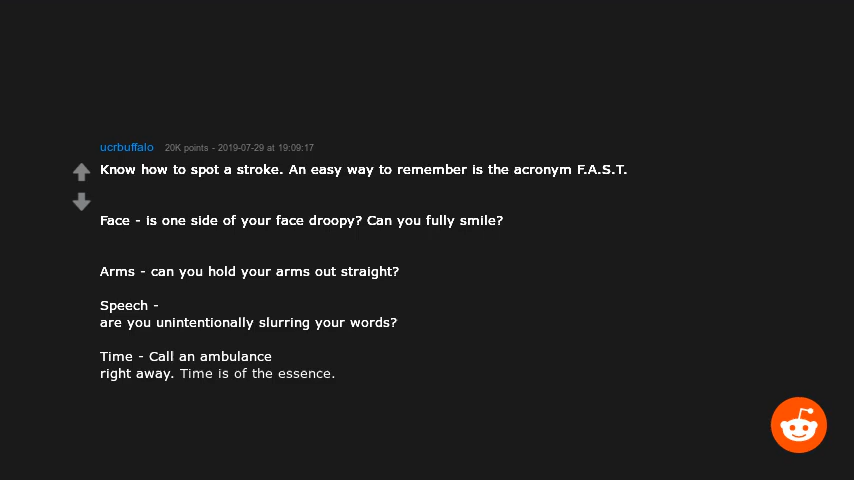 ucrbuffalo 20K points - 2019-07-29 at 19:09:17
Know how to spot a stroke. An easy way to remember is the acronym F.A.S.T.
Face - is one side of your face droopy? Can you fully smile?
Arms - can you hold your arms out straight?
Speech -
are you unintentionally slurring your words?
Time - Call an ambulance
right away. Time is of the essence.